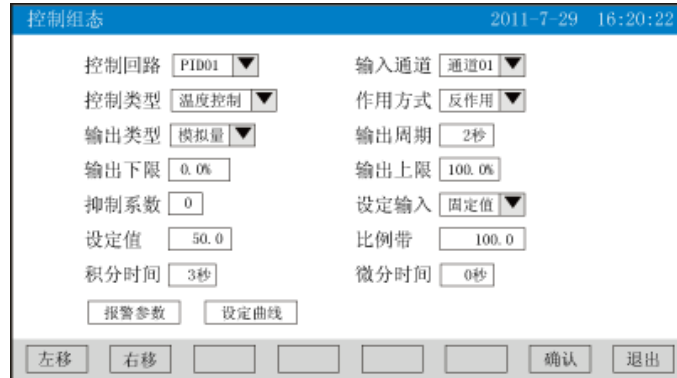 控制组态 2011-7-29 16:20:22
控制回路 PID01 输入通道 通道01
控制类型 温度控制 作用方式 反作用
输出类型 模拟量 输出周期 2秒
输出下限 0.0% 输出上限 100.0%
抑制系数 0 设定输入 固定值
设定值 50.0 比例带 100.0
积分时间 3秒 微分时间 0秒
报警参数 设定曲线
左移 右移 确认 退出